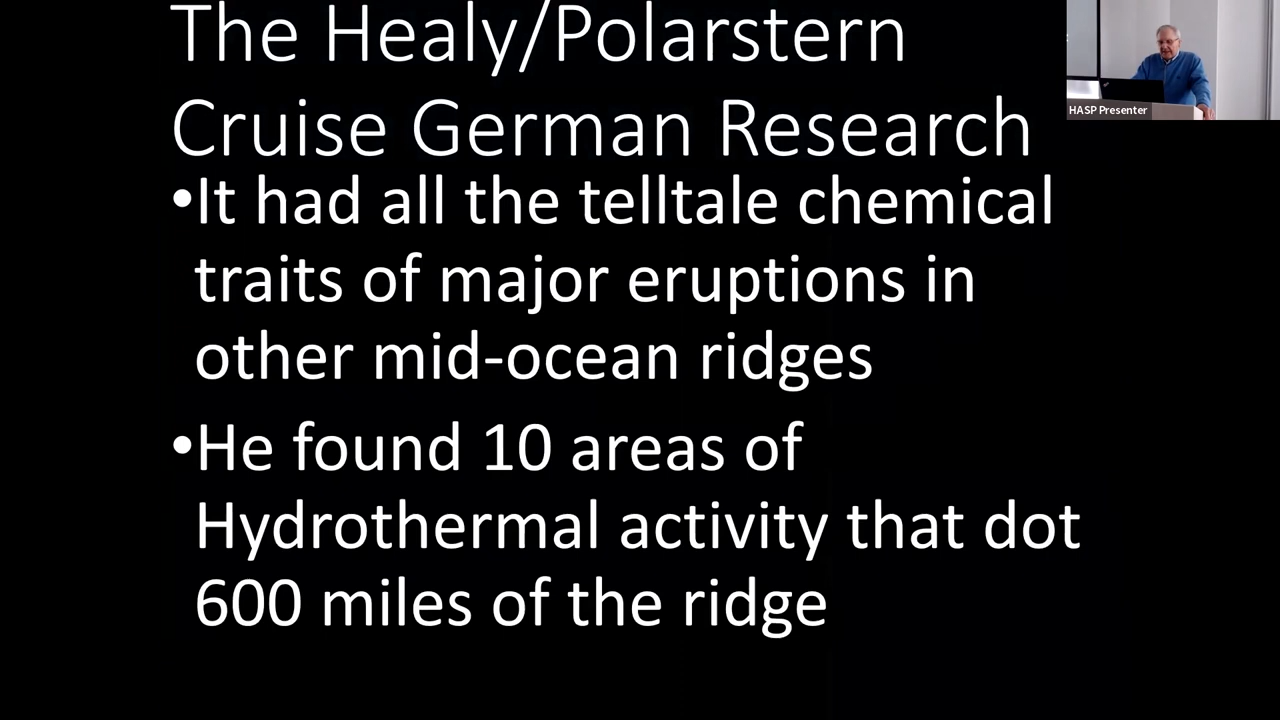 The Healy/Polarstern
Cruise German Research
•It had all the telltale chemical
traits of major eruptions in
other mid-ocean ridges
•He found 10 areas of
Hydrothermal activity that dot
600 miles of the ridge
HASP Presenter